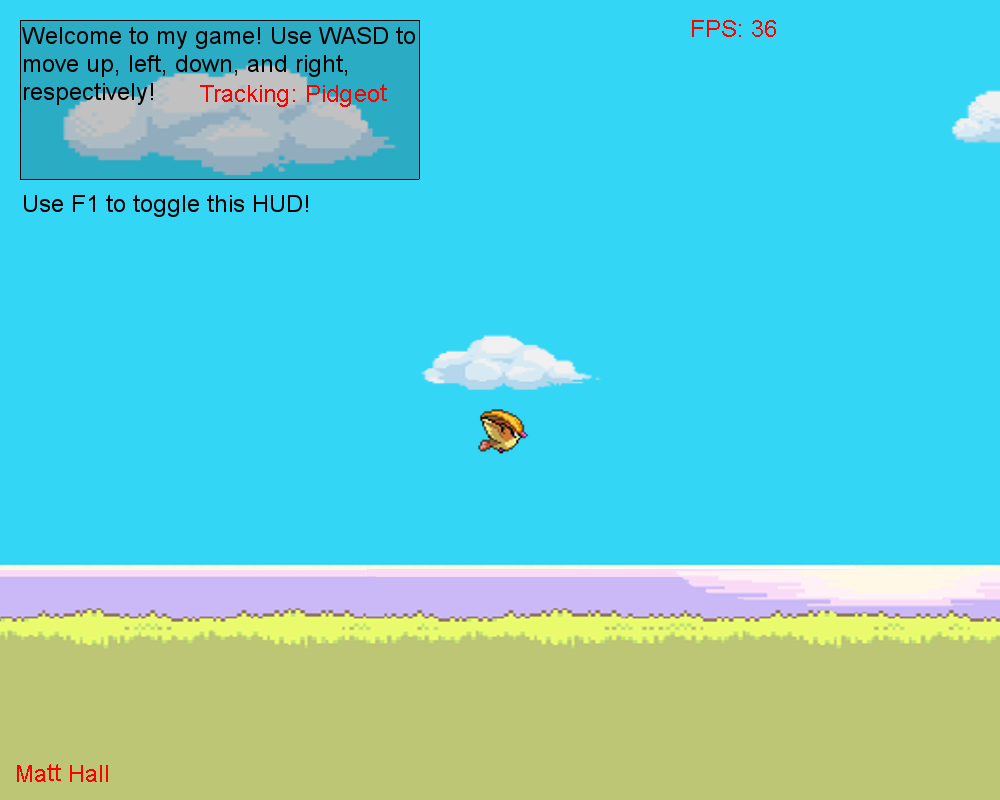 Welcome to my game! Use WASD to
move up, left, down, and right,
respectively!
Tracking: Pidgeot
FPS: 36
Use F1 to toggle this HUD!
Matt Hall